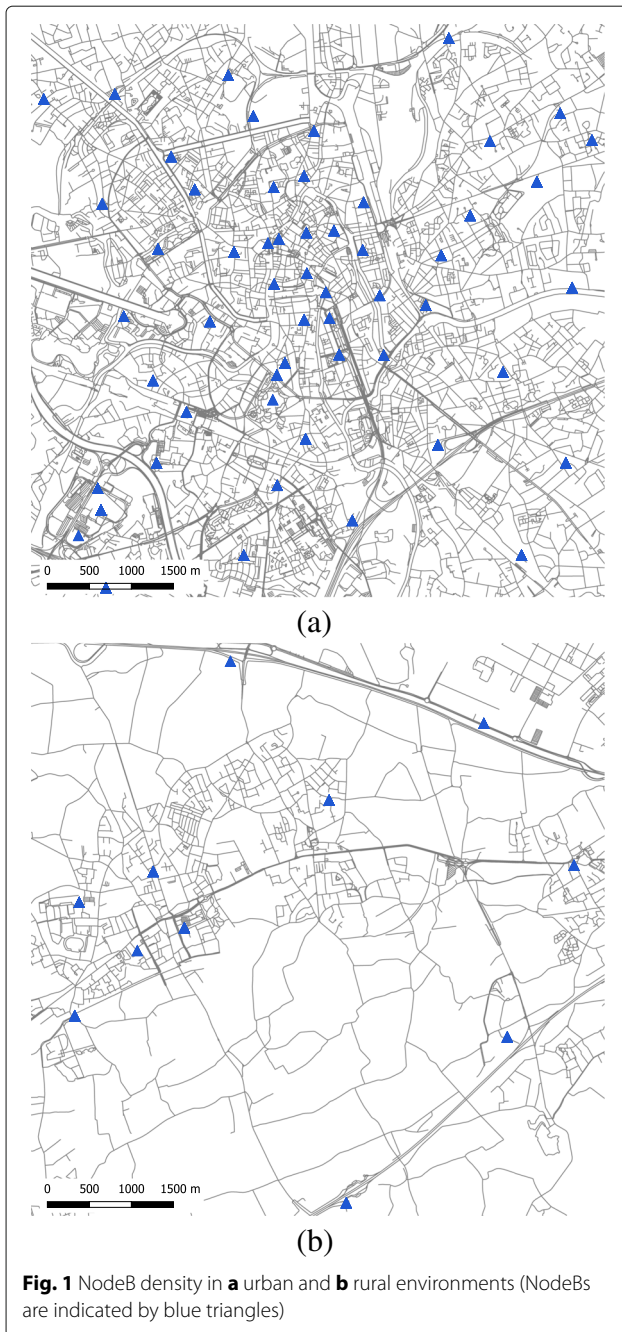 0 500 1000 1500 m
(a)
0 500 1000 1500 m
(b)
Fig. 1 NodeB density in a urban and b rural environments (NodeBs
are indicated by blue triangles)